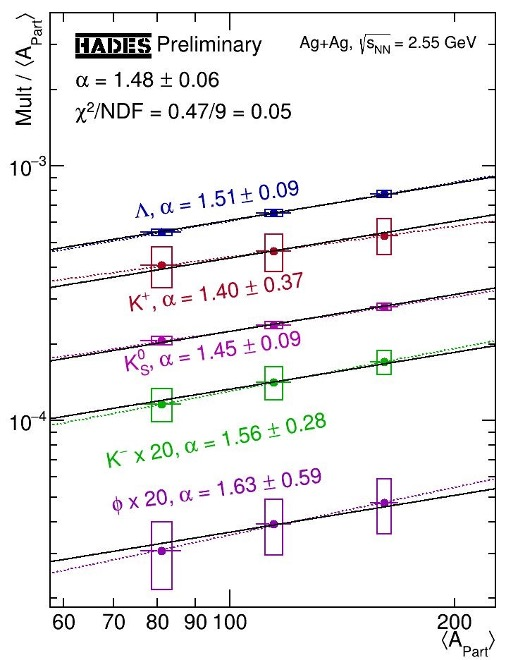 HADES Preliminary
Ag+Ag, √s_NN = 2.55 GeV
α = 1.48 ± 0.06
χ²/NDF = 0.47/9 = 0.05
Mult / ⟨A_Part⟩
10⁻³
Λ, α = 1.51 ± 0.09
K⁺, α = 1.40 ± 0.37
K⁰_S, α = 1.45 ± 0.09
10⁻⁴
K⁻ x 20, α = 1.56 ± 0.28
ϕ x 20, α = 1.63 ± 0.59
60 70 80 90 100 200
⟨A_Part⟩